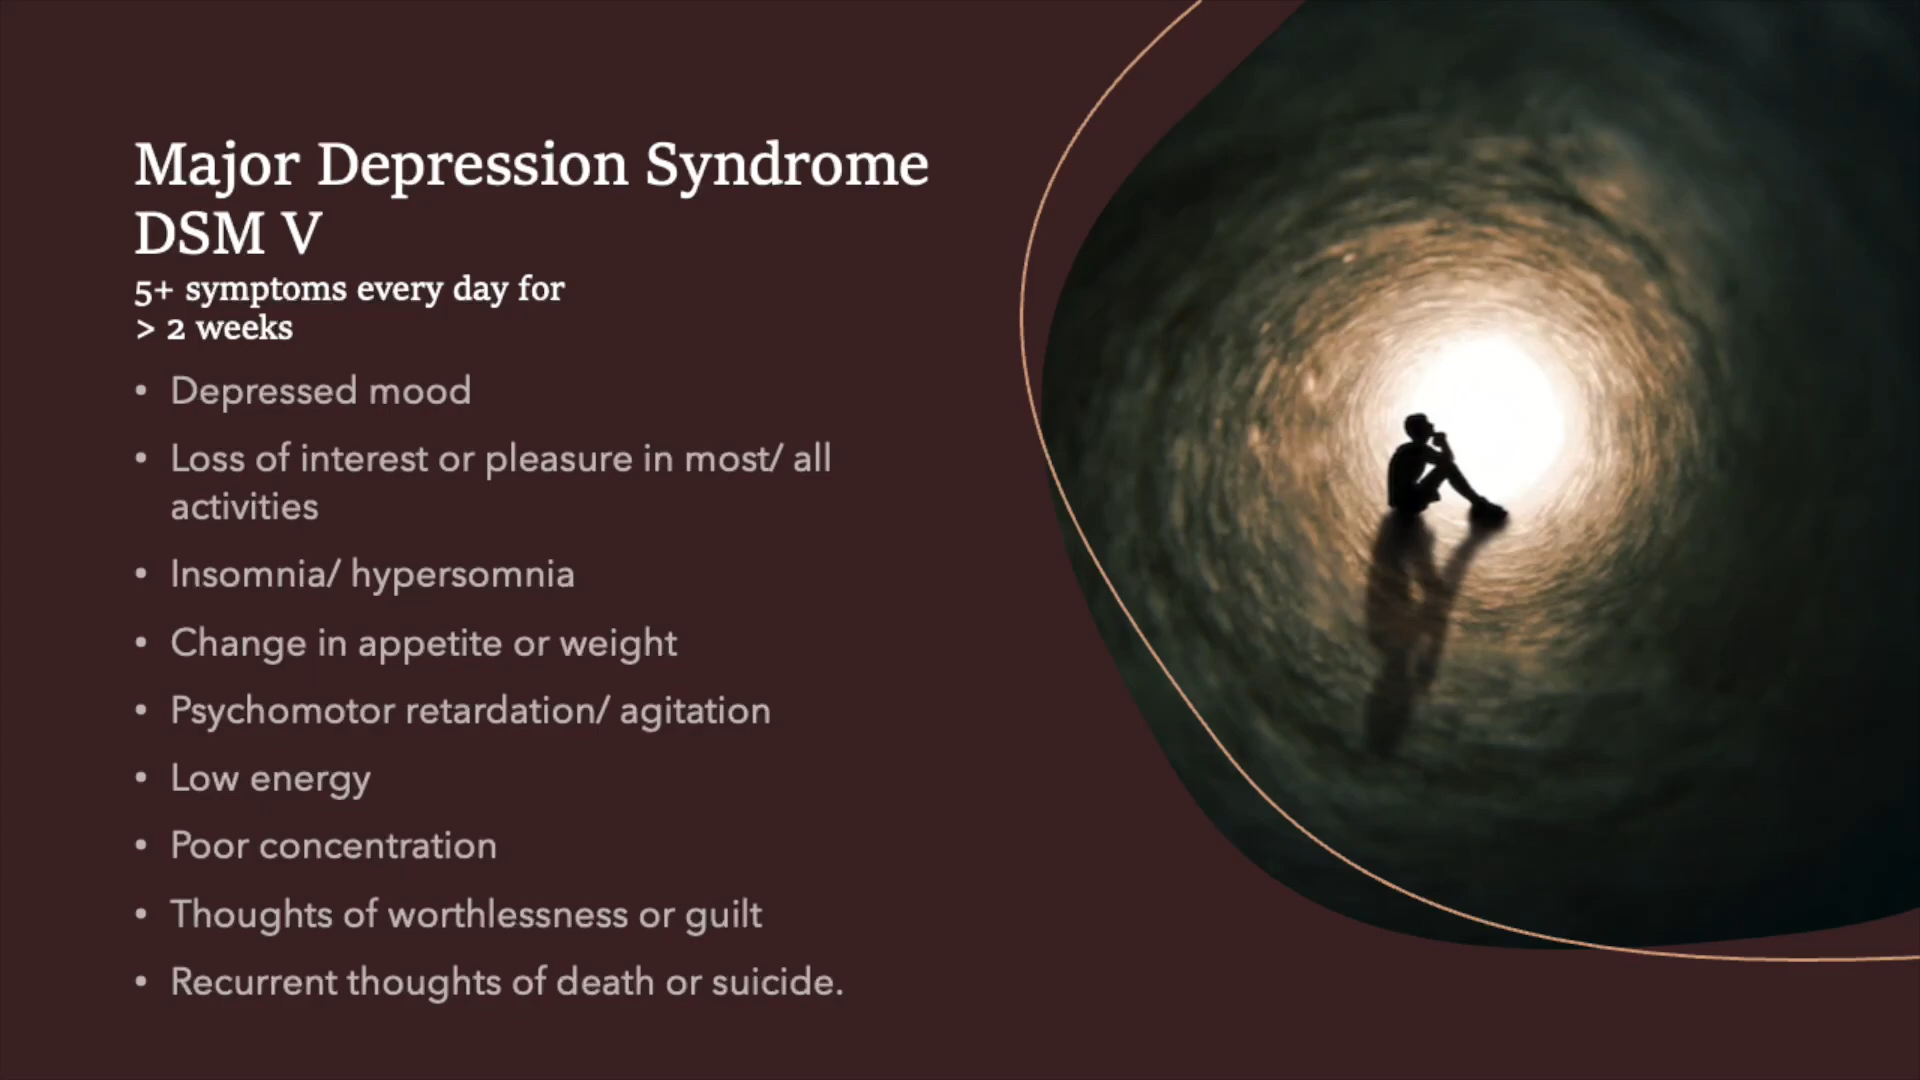 Major Depression Syndrome
DSM V
5+ symptoms every day for
> 2 weeks
• Depressed mood
• Loss of interest or pleasure in most/ all
activities
• Insomnia/ hypersomnia
• Change in appetite or weight
• Psychomotor retardation/ agitation
• Low energy
• Poor concentration
• Thoughts of worthlessness or guilt
• Recurrent thoughts of death or suicide.